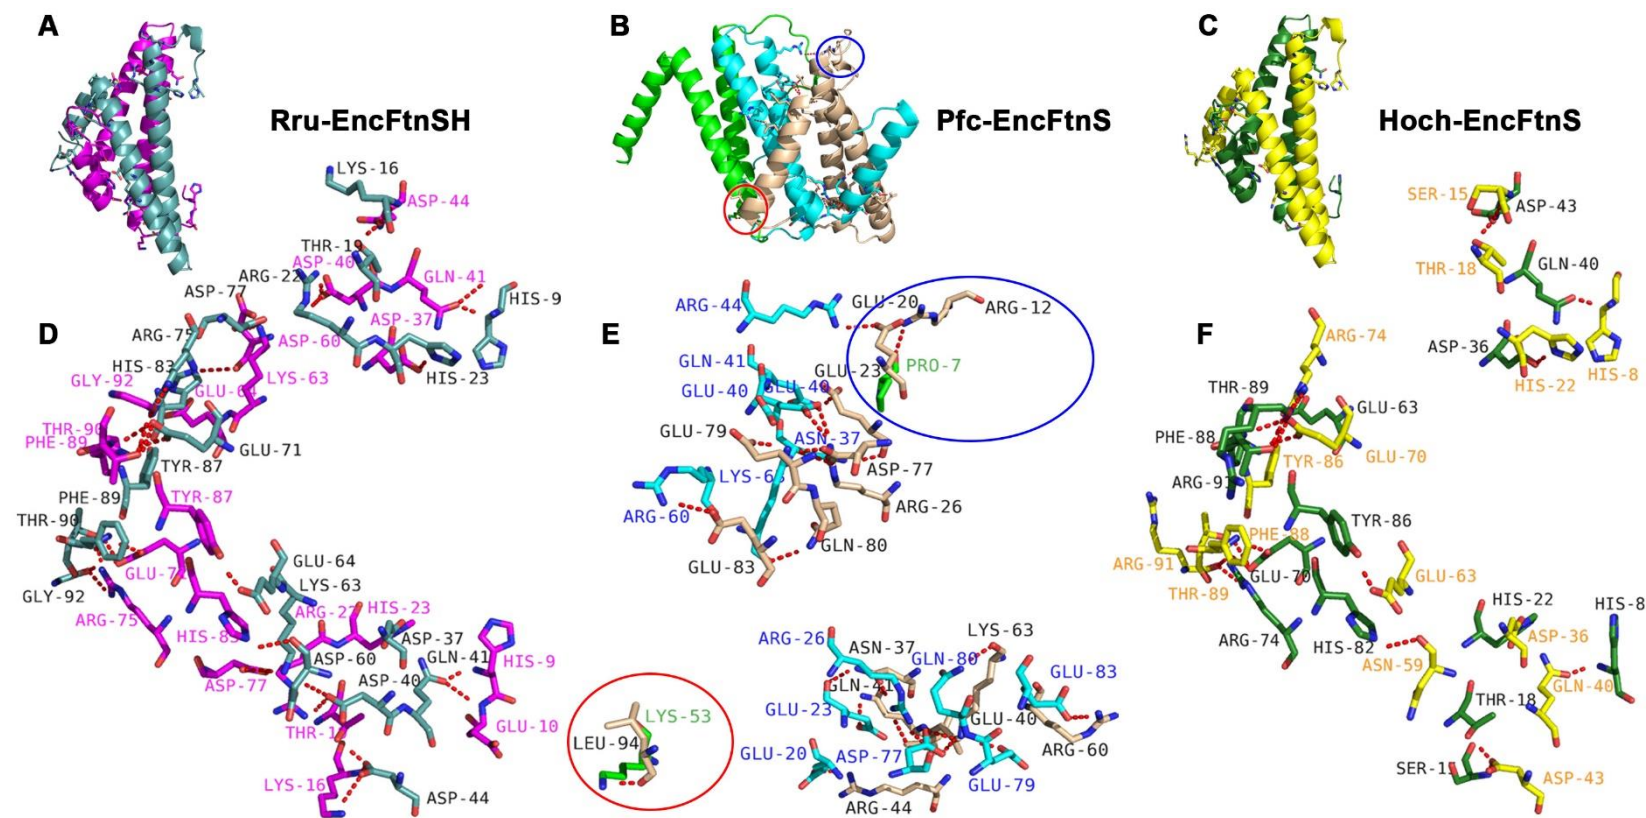 A
B
C
Rru-EncFtnSH
Pfc-EncFtnS
Hoch-EncFtnS
D
LYS-16
ASP-44
ASP-40
ARG-22
GLN-41
ASP-77
HIS-9
ASP-37
ARG-75
ASP-60
HIS-83
HIS-23
GLY-92
LYS-63
THR-90
PHE-89
GLU-71
TYR-87
PHE-89
TYR-87
THR-90
GLU-64
LYS-63
GLY-92
HIS-23
ARG-75
ASP-37
GLN-41
HIS-9
ASP-60
ASP-77
ASP-40
GLU-10
LYS-16
ASP-44
E
ARG-44
GLU-20
ARG-12
GLN-41
PRO-7
GLU-23
GLU-40
GLU-79
ASN-37
ASP-77
ARG-26
ARG-60
GLN-80
GLU-83
LYS-53
LEU-94
ARG-26
ASN-37
LYS-63
GLN-80
GLU-83
GLN-41
GLU-23
GLU-40
GLU-20
ASP-77
ARG-60
GLU-79
ARG-44
F
SER-15
ASP-43
THR-18
GLN-40
ARG-74
ASP-36
HIS-22
HIS-8
THR-89
GLU-63
PHE-88
TYR-86
GLU-70
ARG-91
TYR-86
PHE-88
ARG-91
GLU-70
GLU-63
THR-89
HIS-22
HIS-8
ARG-74
HIS-82
ASP-36
ASN-59
GLN-40
THR-18
ASP-43